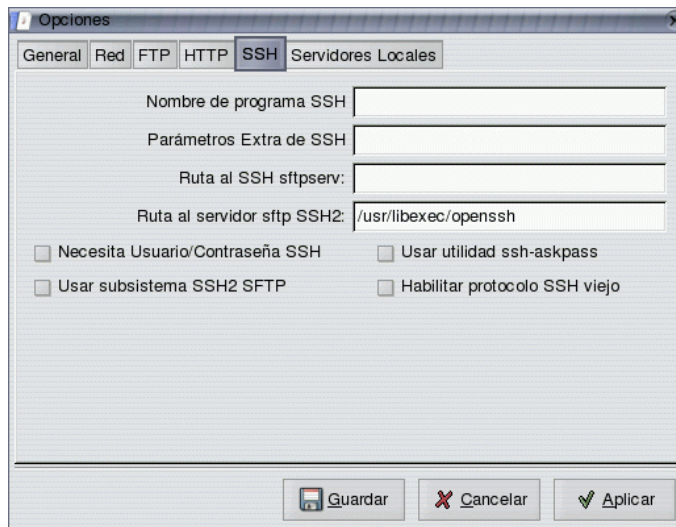 Opciones
General Red FTP HTTP SSH Servidores Locales
Nombre de programa SSH
Parámetros Extra de SSH
Ruta al SSH sftpserv:
Ruta al servidor sftp SSH2: /usr/libexec/openssh
Necesita Usuario/Contraseña SSH Usar utilidad ssh-askpass
Usar subsistema SSH2 SFTP Habilitar protocolo SSH viejo
Guardar Cancelar Aplicar